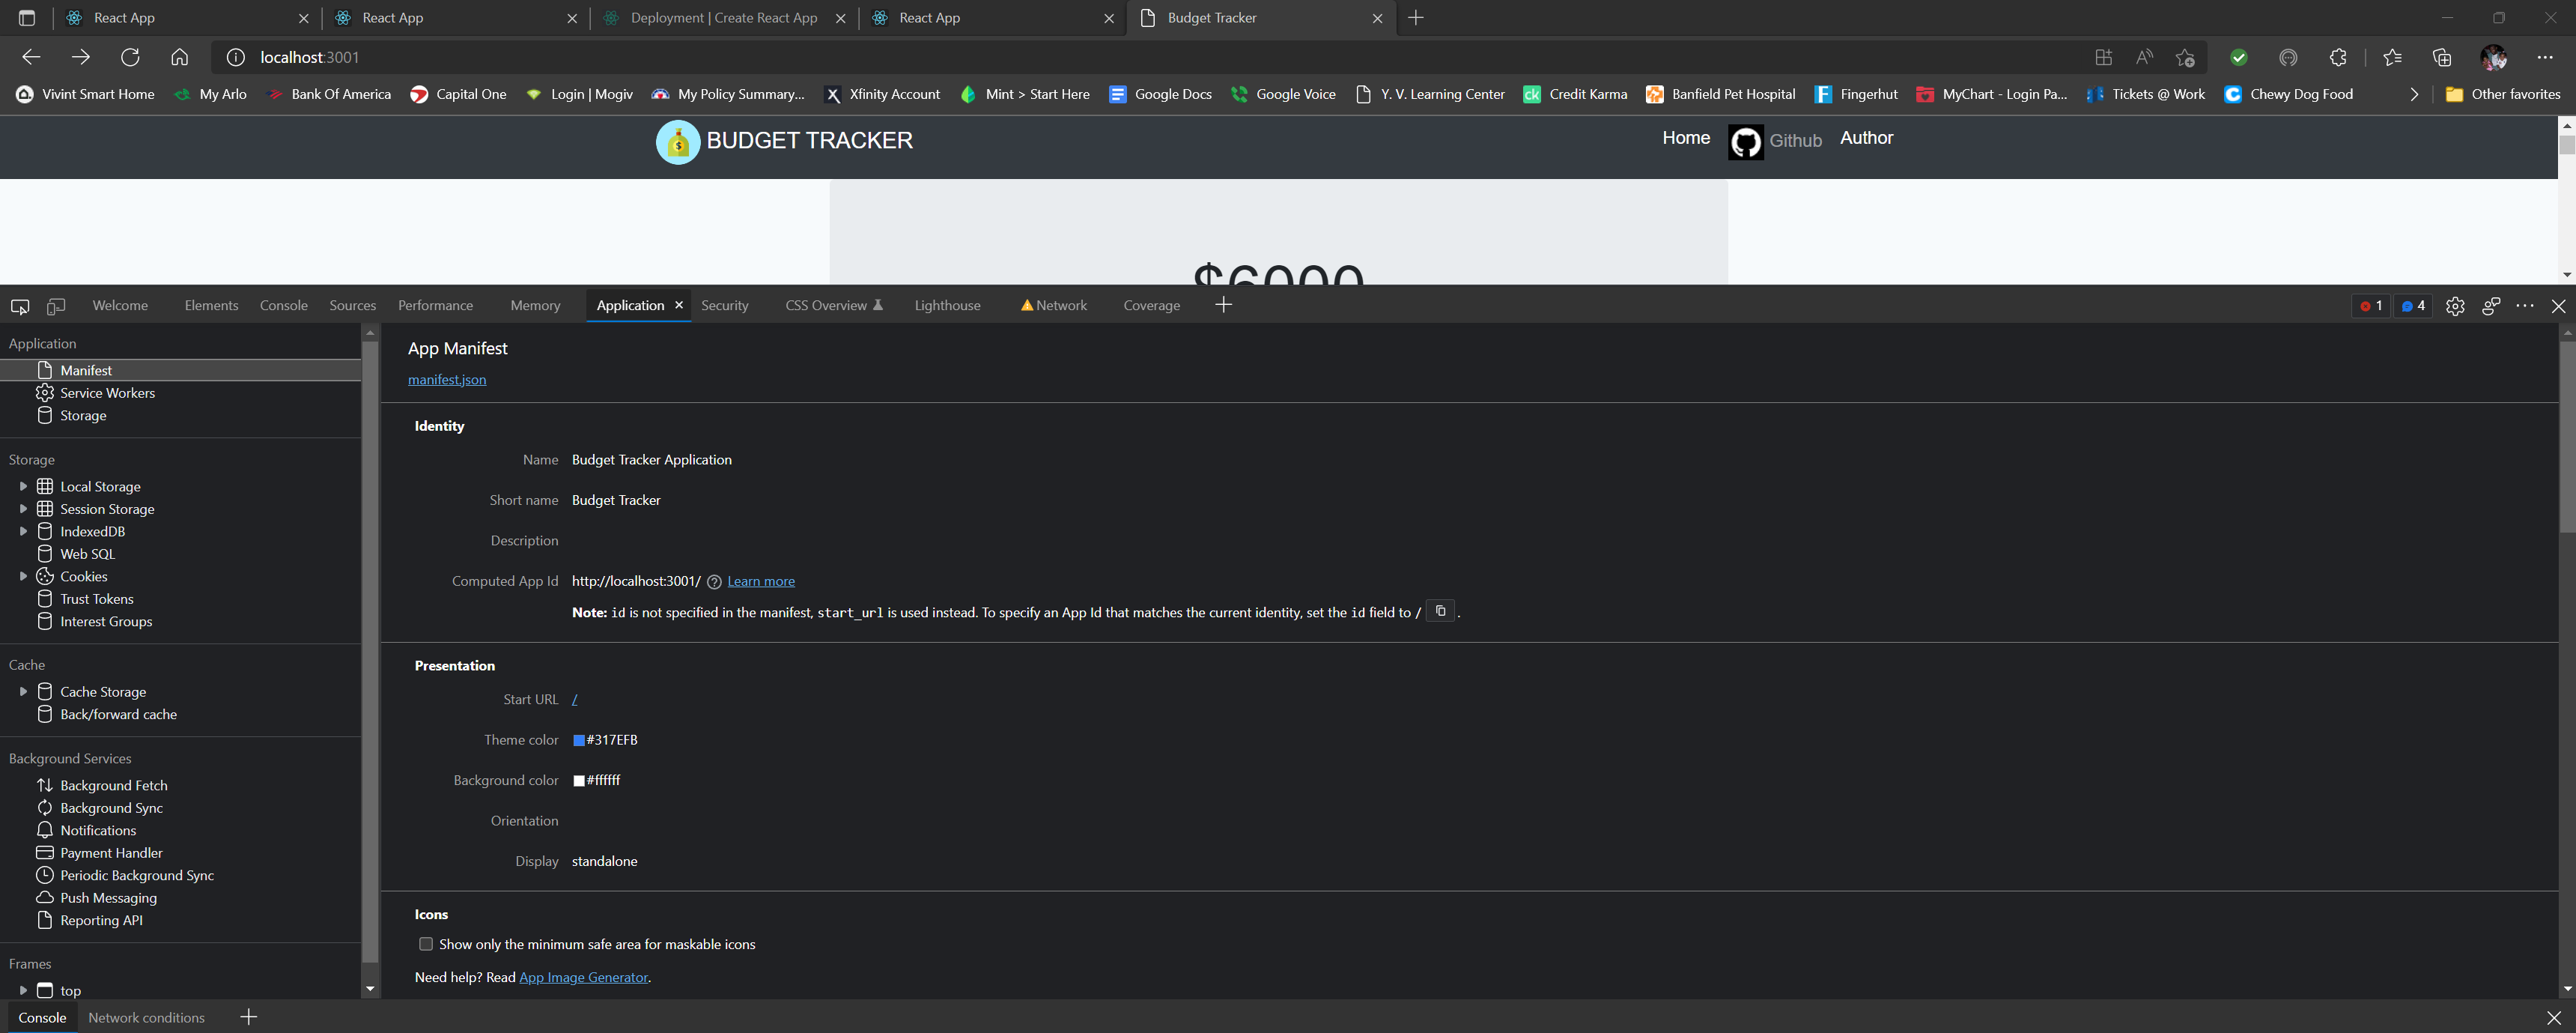 React App
React App
Deployment | Create React App
React App
Budget Tracker
localhost:3001
Vivint Smart Home
My Arlo
Bank Of America
Capital One
Login | Mogiv
My Policy Summary...
Xfinity Account
Mint > Start Here
Google Docs
Google Voice
Y. V. Learning Center
Credit Karma
Banfield Pet Hospital
Fingerhut
MyChart - Login Pa...
Tickets @ Work
Chewy Dog Food
Other favorites
BUDGET TRACKER
Home
Github
Author
$6000
Welcome
Elements
Console
Sources
Performance
Memory
Application
Security
CSS Overview
Lighthouse
Network
Coverage
1
4
Application
Manifest
Service Workers
Storage
Storage
Local Storage
Session Storage
IndexedDB
Web SQL
Cookies
Trust Tokens
Interest Groups
Cache
Cache Storage
Back/forward cache
Background Services
Background Fetch
Background Sync
Notifications
Payment Handler
Periodic Background Sync
Push Messaging
Reporting API
Frames
top
App Manifest
manifest.json
Identity
Name Budget Tracker Application
Short name Budget Tracker
Description
Computed App Id http://localhost:3001/ Learn more
Note: id is not specified in the manifest, start_url is used instead. To specify an App Id that matches the current identity, set the id field to / .
Presentation
Start URL /
Theme color #317EFB
Background color #ffffff
Orientation
Display standalone
Icons
Show only the minimum safe area for maskable icons
Need help? Read App Image Generator.
Console
Network conditions